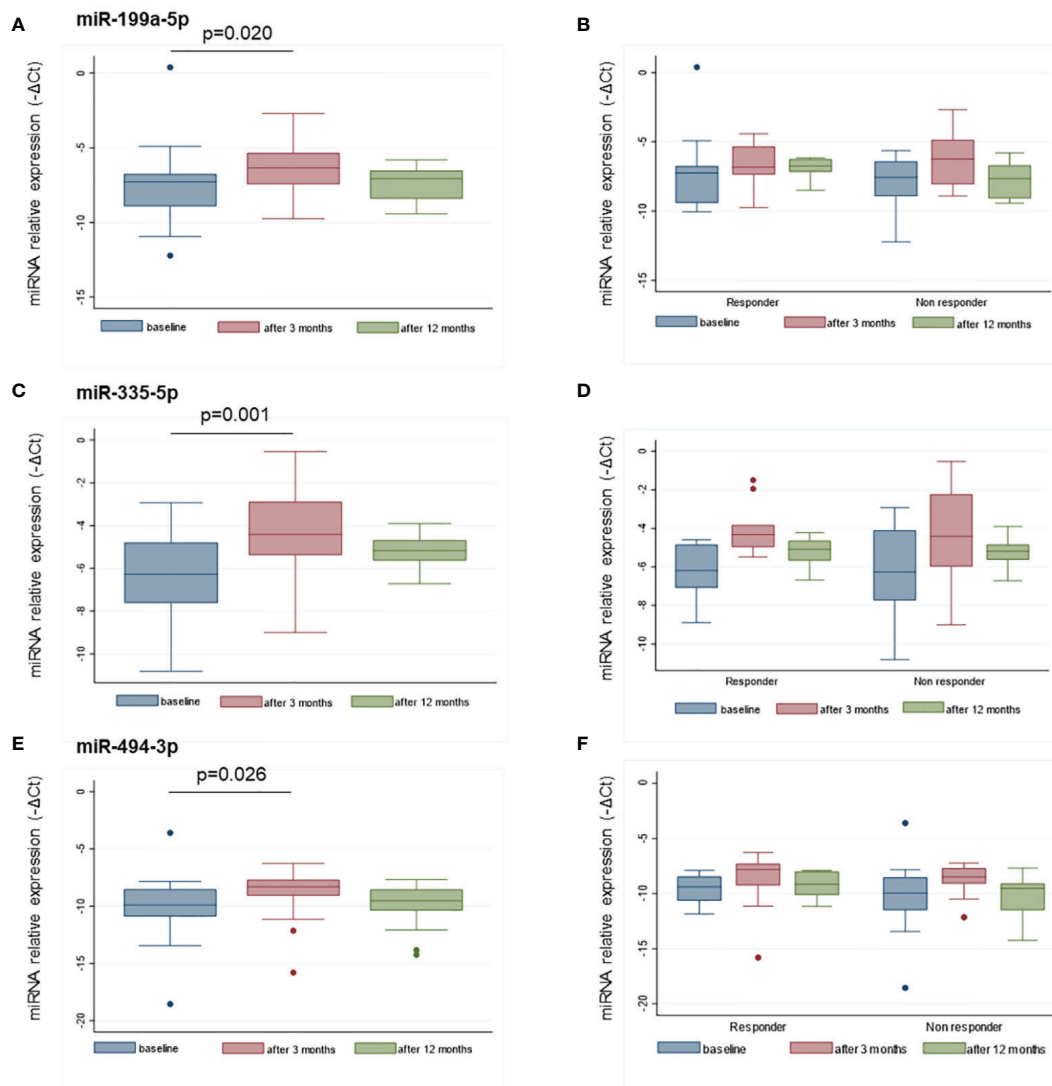 A
miR-199a-5p
p=0.020
miRNA relative expression (-ΔCt)
0
-5
-10
-15
baseline
after 3 months
after 12 months
B
miRNA relative expression (-ΔCt)
0
-5
-10
-15
Responder
Non responder
baseline
after 3 months
after 12 months
C
miR-335-5p
p=0.001
miRNA relative expression (-ΔCt)
0
-2
-4
-6
-8
-10
baseline
after 3 months
after 12 months
D
miRNA relative expression (-ΔCt)
0
-2
-4
-6
-8
-10
Responder
Non responder
baseline
after 3 months
after 12 months
E
miR-494-3p
p=0.026
miRNA relative expression (-ΔCt)
0
-5
-10
-15
-20
baseline
after 3 months
after 12 months
F
miRNA relative expression (-ΔCt)
0
-5
-10
-15
-20
Responder
Non responder
baseline
after 3 months
after 12 months